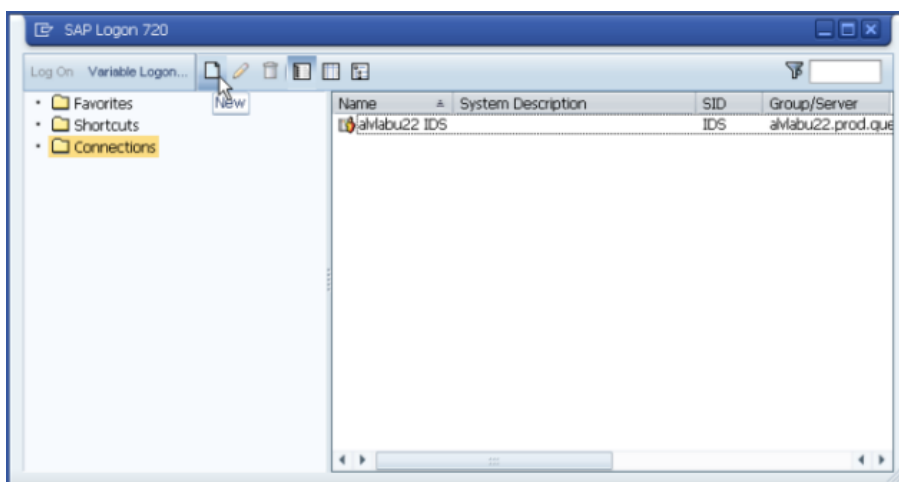 SAP Logon 720
Log On Variable Logon...
New
Favorites
Shortcuts
Connections
Name System Description SID Group/Server
alvlabu22 IDS IDS alvlabu22.prod.que